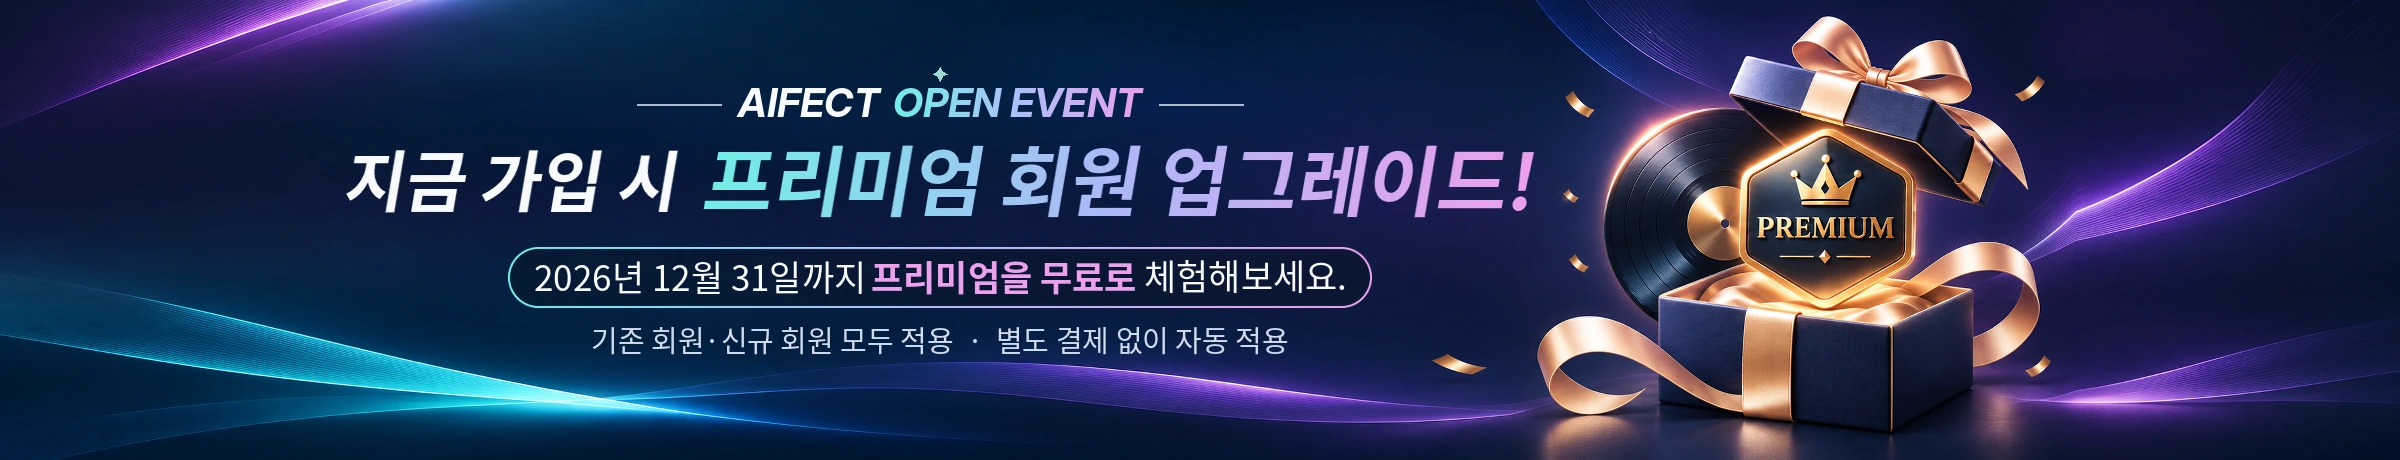 AIFECT OPEN EVENT
지금 가입 시 프리미엄 회원 업그레이드!
2026년 12월 31일까지 프리미엄을 무료로 체험해보세요.
기존 회원·신규 회원 모두 적용 · 별도 결제 없이 자동 적용
PREMIUM